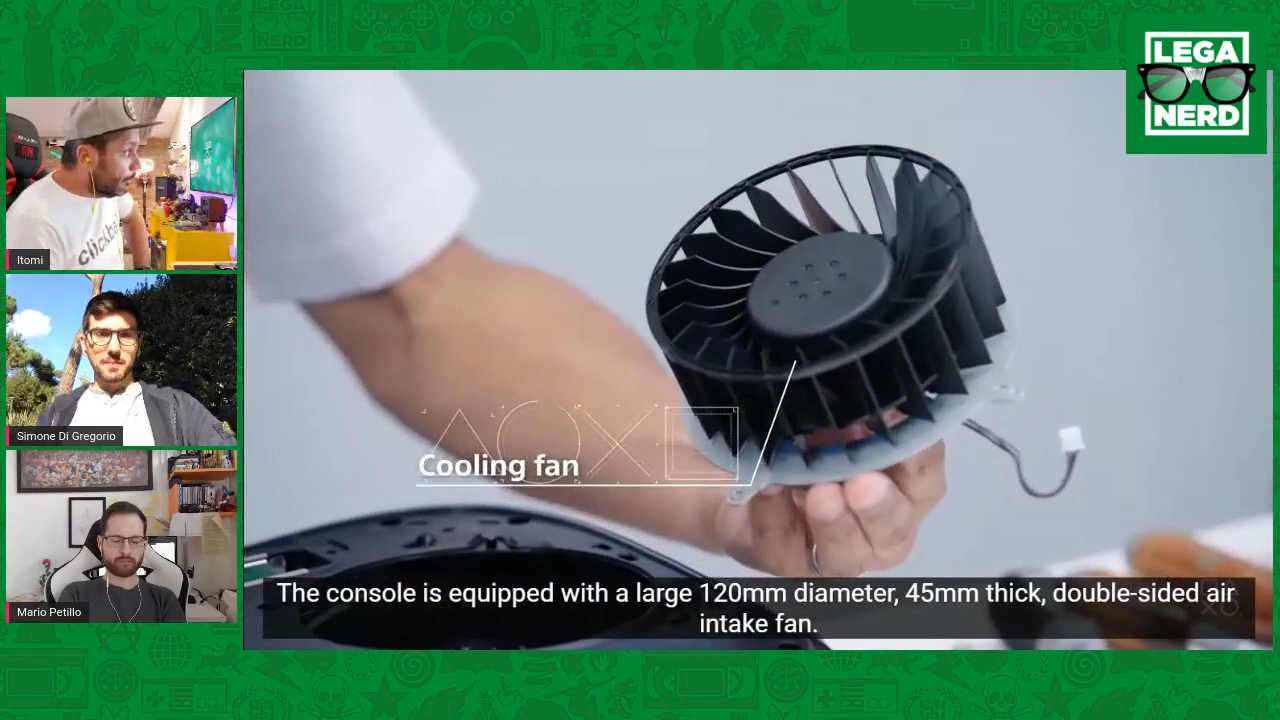 LEGA
NERD
clickba
Itomi
Simone Di Gregorio
Mario Petillo
Cooling fan
The console is equipped with a large 120mm diameter, 45mm thick, double-sided air
intake fan.